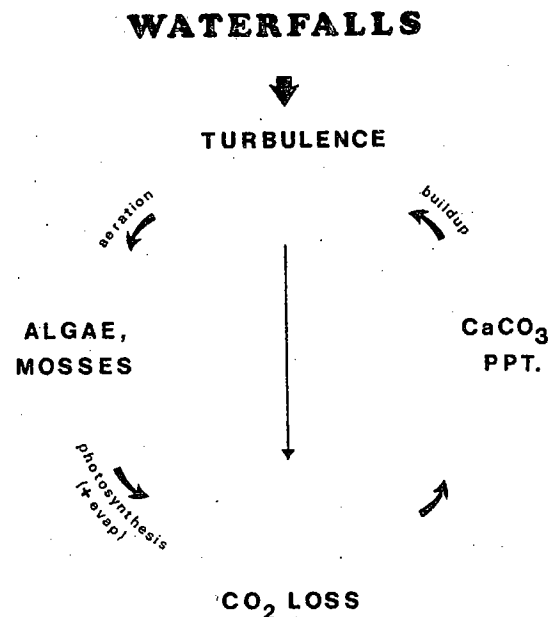 WATERFALLS
TURBULENCE
aeration
buildup
ALGAE,
MOSSES
CaCO₃
PPT.
photosynthesis
(+ evap)
CO₂ LOSS